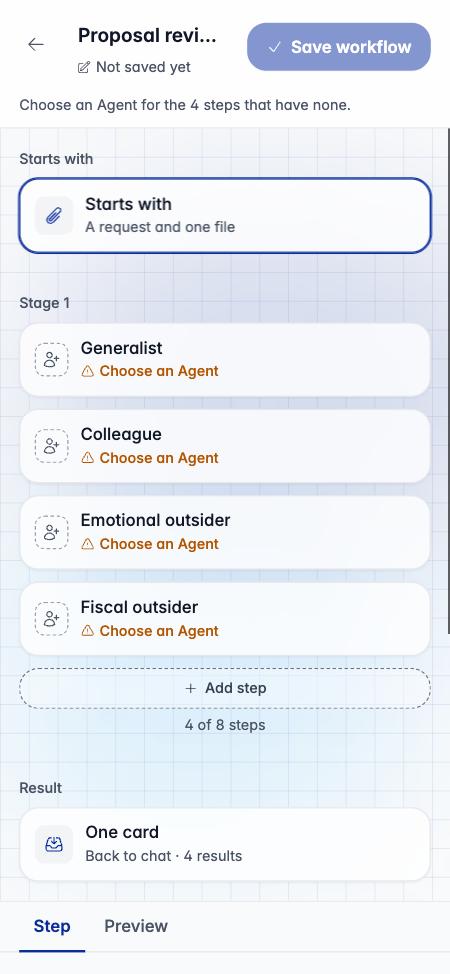 Proposal revi...
Save workflow
Not saved yet
Choose an Agent for the 4 steps that have none.
Starts with
Starts with
A request and one file
Stage 1
Generalist
Choose an Agent
Colleague
Choose an Agent
Emotional outsider
Choose an Agent
Fiscal outsider
Choose an Agent
Add step
4 of 8 steps
Result
One card
Back to chat · 4 results
Step
Preview